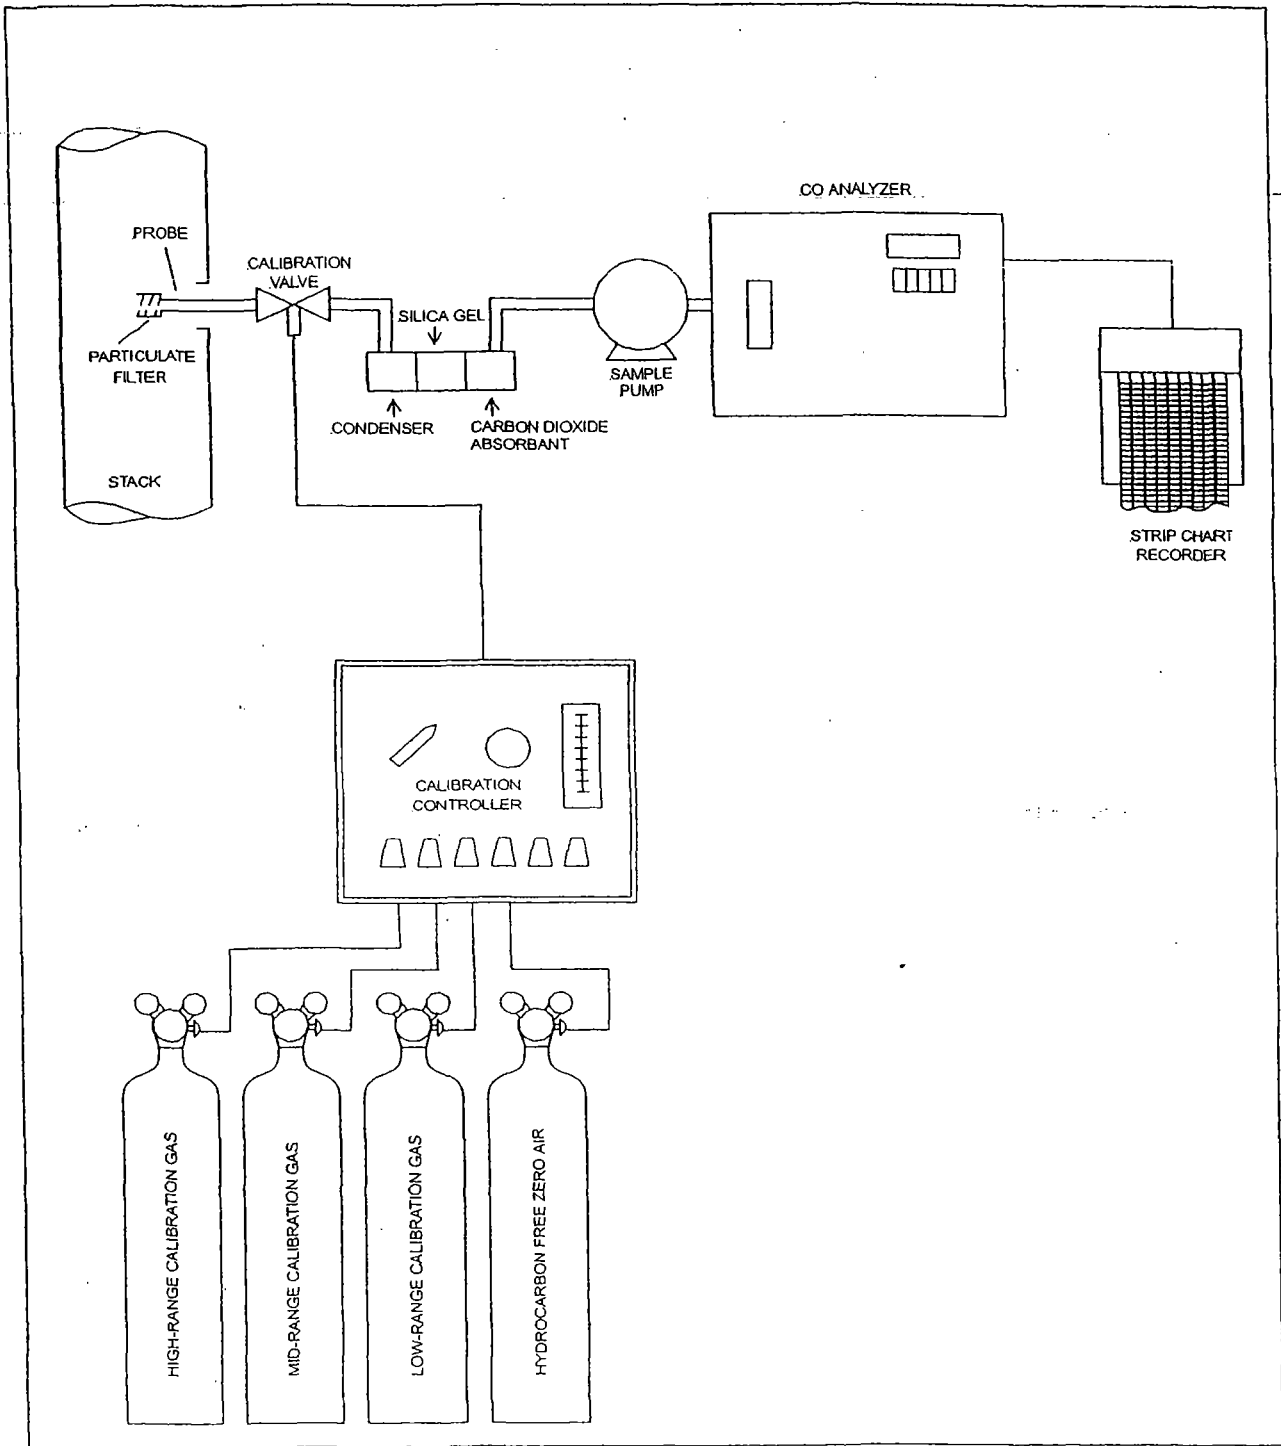 CO ANALYZER
PROBE
CALIBRATION
VALVE
SILICA GEL
PARTICULATE
FILTER
SAMPLE
PUMP
CONDENSER
CARBON DIOXIDE
ABSORBANT
STACK
STRIP CHART
RECORDER
CALIBRATION
CONTROLLER
HIGH-RANGE CALIBRATION GAS
MID-RANGE CALIBRATION GAS
LOW-RANGE CALIBRATION GAS
HYDROCARBON FREE ZERO AIR